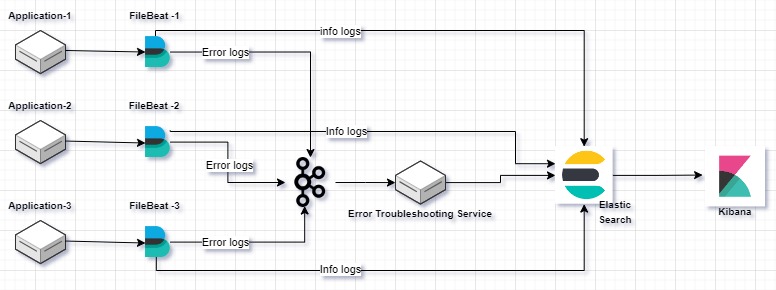 Application-1
FileBeat -1
info logs
Error logs
Application-2
FileBeat -2
Info logs
Error logs
Error Troubleshooting Service
Elastic
Search
Kibana
Application-3
FileBeat -3
Error logs
Info logs